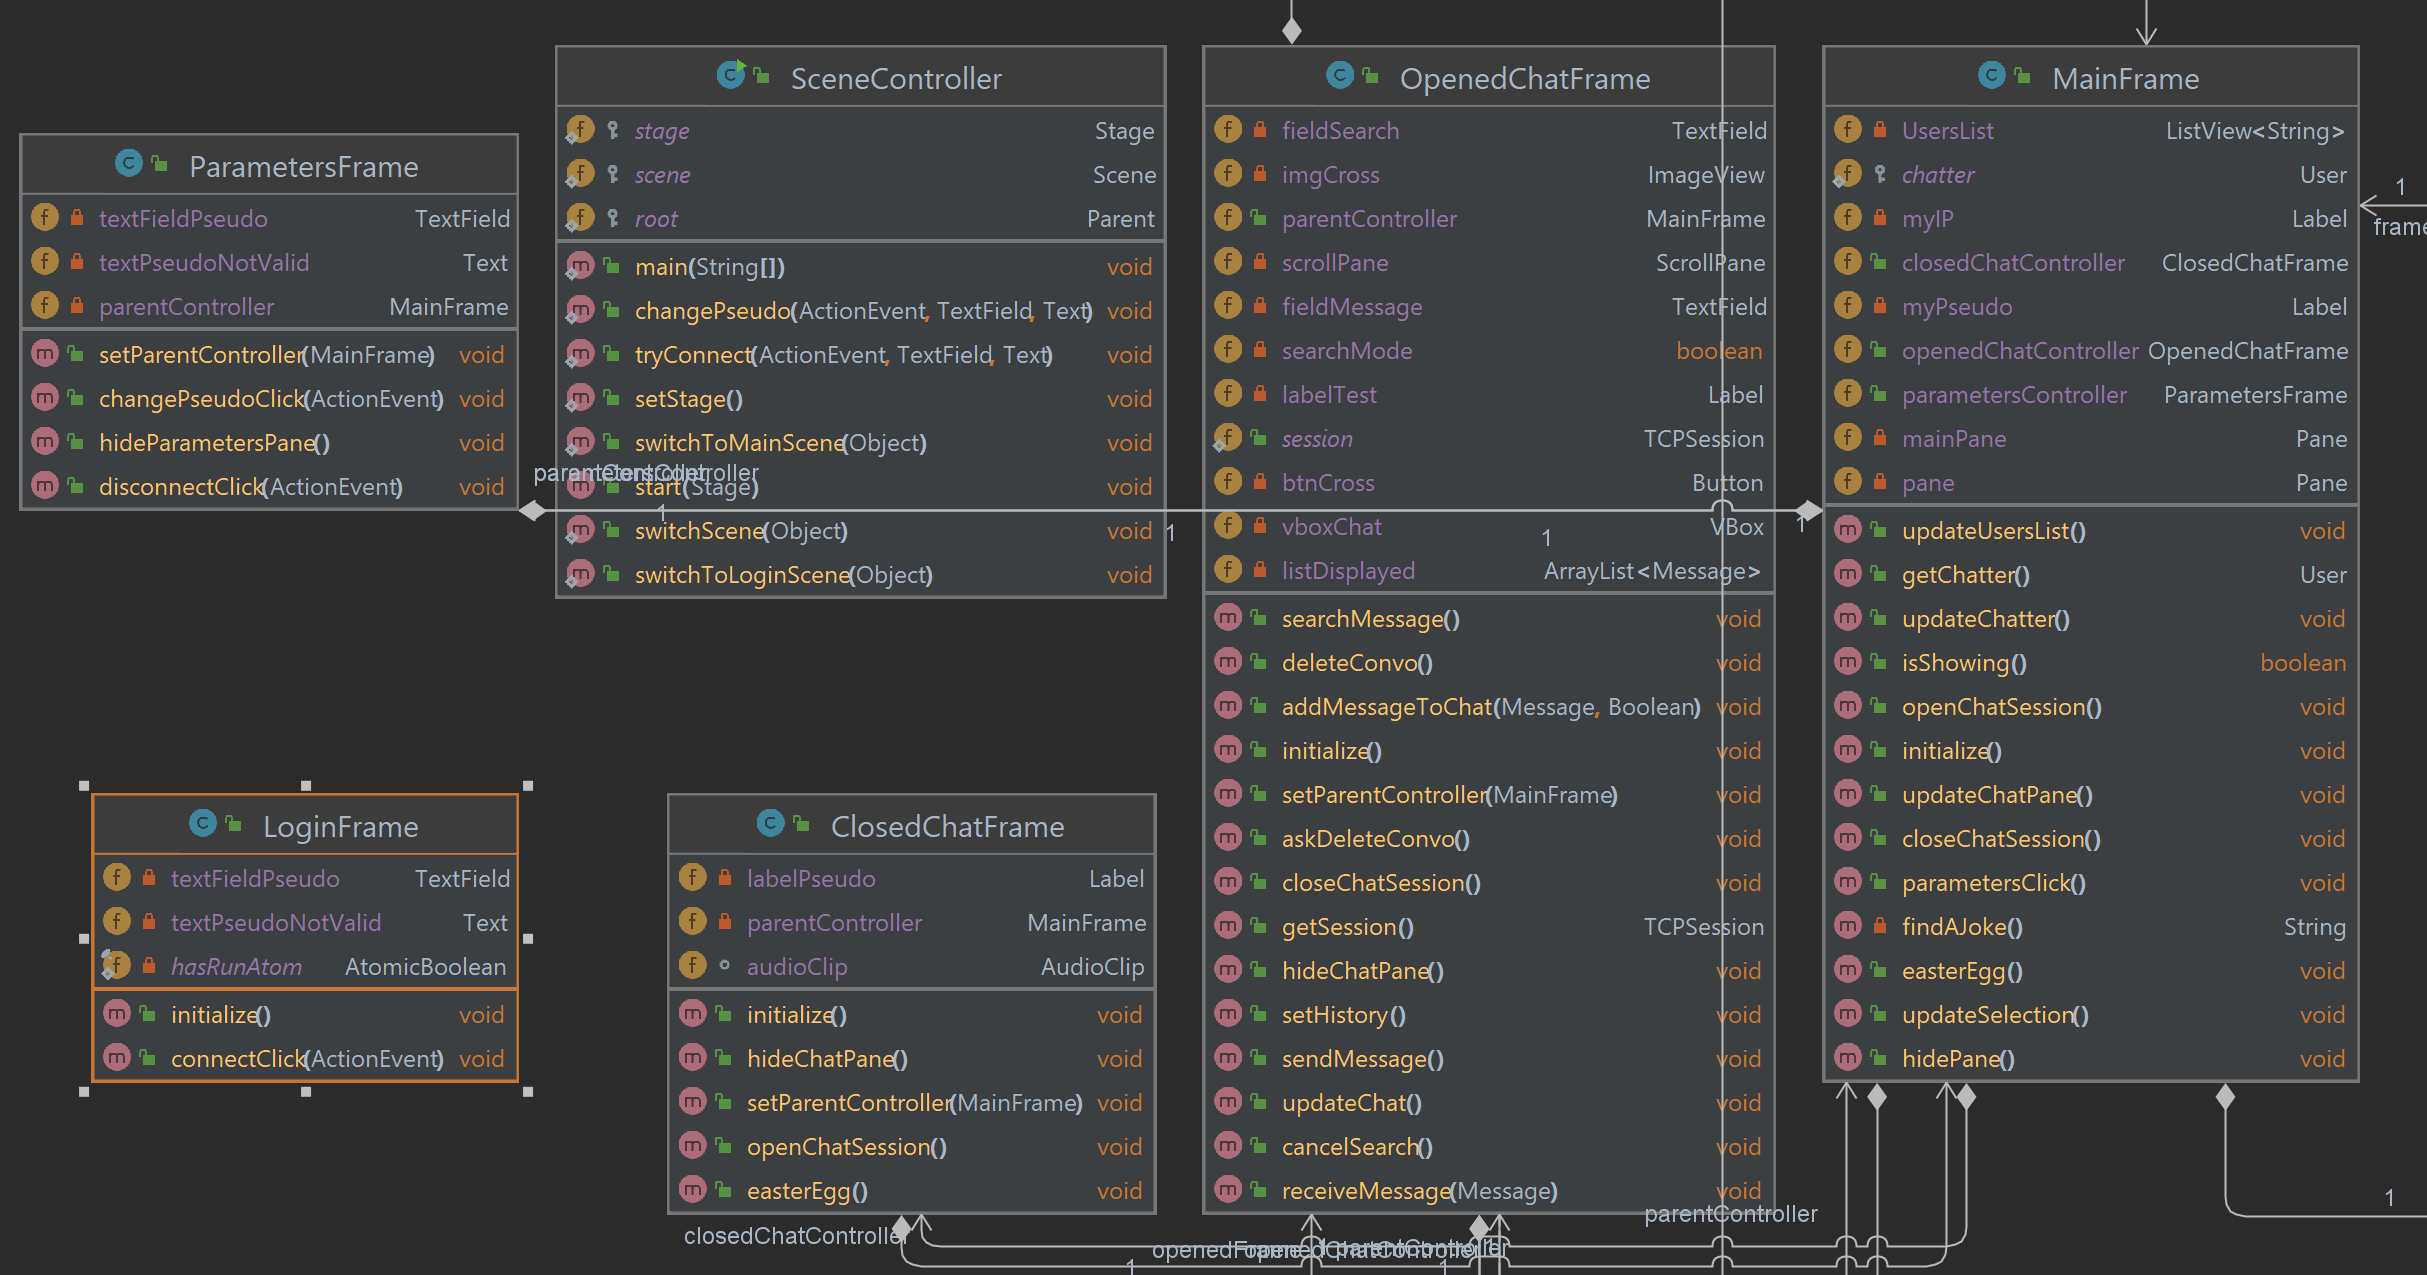 ParametersFrame
textFieldPseudo TextField
textPseudoNotValid Text
parentController MainFrame
setParentController(MainFrame) void
changePseudoClick(ActionEvent) void
hideParametersPane() void
disconnectClick(ActionEvent) void
SceneController
stage Stage
scene Scene
root Parent
main(String[]) void
changePseudo(ActionEvent, TextField, Text) void
tryConnect(ActionEvent, TextField, Text) void
setStage() void
switchToMainScene(Object) void
start(Stage) void
switchScene(Object) void
switchToLoginScene(Object) void
1
1
OpenedChatFrame
fieldSearch TextField
imgCross ImageView
parentController MainFrame
scrollPane ScrollPane
fieldMessage TextField
searchMode boolean
labelTest Label
session TCPSession
btnCross Button
vboxChat VBox
1
listDisplayed ArrayList<Message>
searchMessage() void
deleteConvo() void
addMessageToChat(Message, Boolean) void
initialize() void
setParentController(MainFrame) void
askDeleteConvo() void
closeChatSession() void
getSession() TCPSession
hideChatPane() void
setHistory() void
sendMessage() void
updateChat() void
cancelSearch() void
receiveMessage(Message) void
MainFrame
UsersList ListView<String>
chatter User
myIP Label
closedChatController ClosedChatFrame
myPseudo Label
openedChatController OpenedChatFrame
parametersController ParametersFrame
mainPane Pane
pane Pane
1
updateUsersList() void
getChatter() User
updateChatter() void
isShowing() boolean
openChatSession() void
initialize() void
updateChatPane() void
closeChatSession() void
parametersClick() void
findAJoke() String
easterEgg() void
updateSelection() void
hidePane() void
1
frame
LoginFrame
textFieldPseudo TextField
textPseudoNotValid Text
hasRunAtom AtomicBoolean
initialize() void
connectClick(ActionEvent) void
ClosedChatFrame
labelPseudo Label
parentController MainFrame
audioClip AudioClip
initialize() void
hideChatPane() void
setParentController(MainFrame) void
openChatSession() void
easterEgg() void
closedChatController
parentController
1
1
1